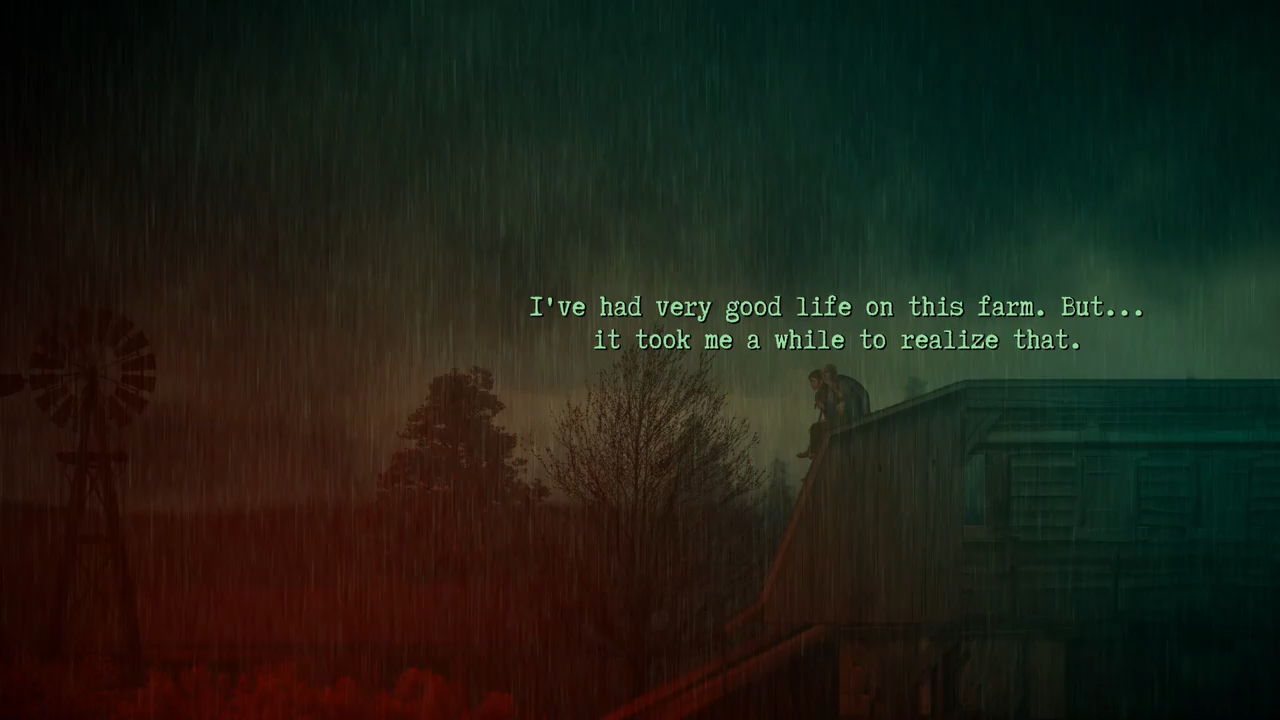 I've had very good life on this farm. But...
it took me a while to realize that.